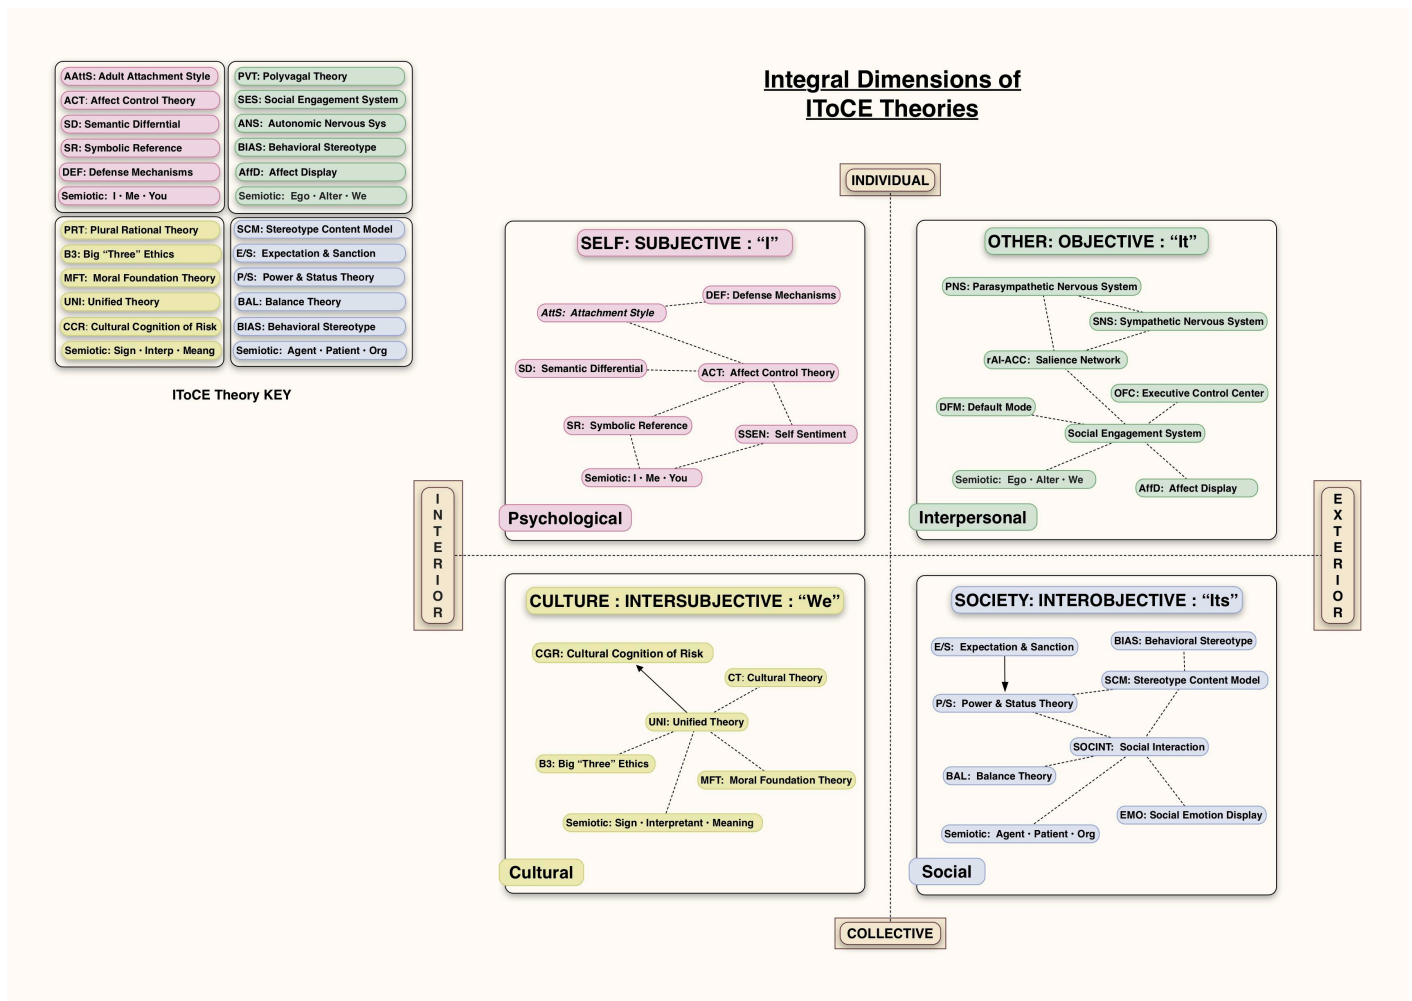 Integral Dimensions of
IToCE Theories
AAttS: Adult Attachment Style
ACT: Affect Control Theory
SD: Semantic Differntial
SR: Symbolic Reference
DEF: Defense Mechanisms
Semiotic: I • Me • You
PVT: Polyvagal Theory
SES: Social Engagement System
ANS: Autonomic Nervous Sys
BIAS: Behavioral Stereotype
AffD: Affect Display
Semiotic: Ego • Alter • We
PRT: Plural Rational Theory
B3: Big “Three” Ethics
MFT: Moral Foundation Theory
UNI: Unified Theory
CCR: Cultural Cognition of Risk
Semiotic: Sign • Interp • Meang
SCM: Stereotype Content Model
E/S: Expectation & Sanction
P/S: Power & Status Theory
BAL: Balance Theory
BIAS: Behavioral Stereotype
Semiotic: Agent • Patient • Org
IToCE Theory KEY
INDIVIDUAL
SELF: SUBJECTIVE : “I”
DEF: Defense Mechanisms
AttS: Attachment Style
SD: Semantic Differential
ACT: Affect Control Theory
SR: Symbolic Reference
SSEN: Self Sentiment
Semiotic: I • Me • You
Psychological
OTHER: OBJECTIVE : “It”
PNS: Parasympathetic Nervous System
SNS: Sympathetic Nervous System
rAI-ACC: Salience Network
OFC: Executive Control Center
DFM: Default Mode
Social Engagement System
Semiotic: Ego • Alter • We
AffD: Affect Display
Interpersonal
INTERIOR
EXTERIOR
CULTURE : INTERSUBJECTIVE : “We”
CGR: Cultural Cognition of Risk
CT: Cultural Theory
UNI: Unified Theory
B3: Big “Three” Ethics
MFT: Moral Foundation Theory
Semiotic: Sign • Interpretant • Meaning
Cultural
SOCIETY: INTEROBJECTIVE : “Its”
E/S: Expectation & Sanction
BIAS: Behavioral Stereotype
SCM: Stereotype Content Model
P/S: Power & Status Theory
SOCINT: Social Interaction
BAL: Balance Theory
EMO: Social Emotion Display
Semiotic: Agent • Patient • Org
Social
COLLECTIVE